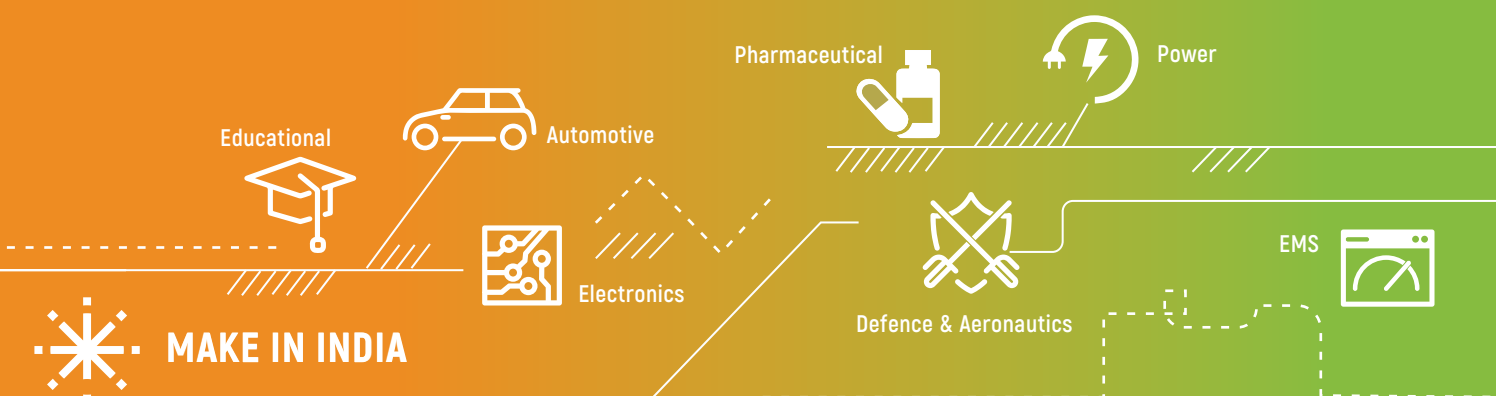 Pharmaceutical
Power
Educational
Automotive
EMS
Electronics
Defence & Aeronautics
MAKE IN INDIA